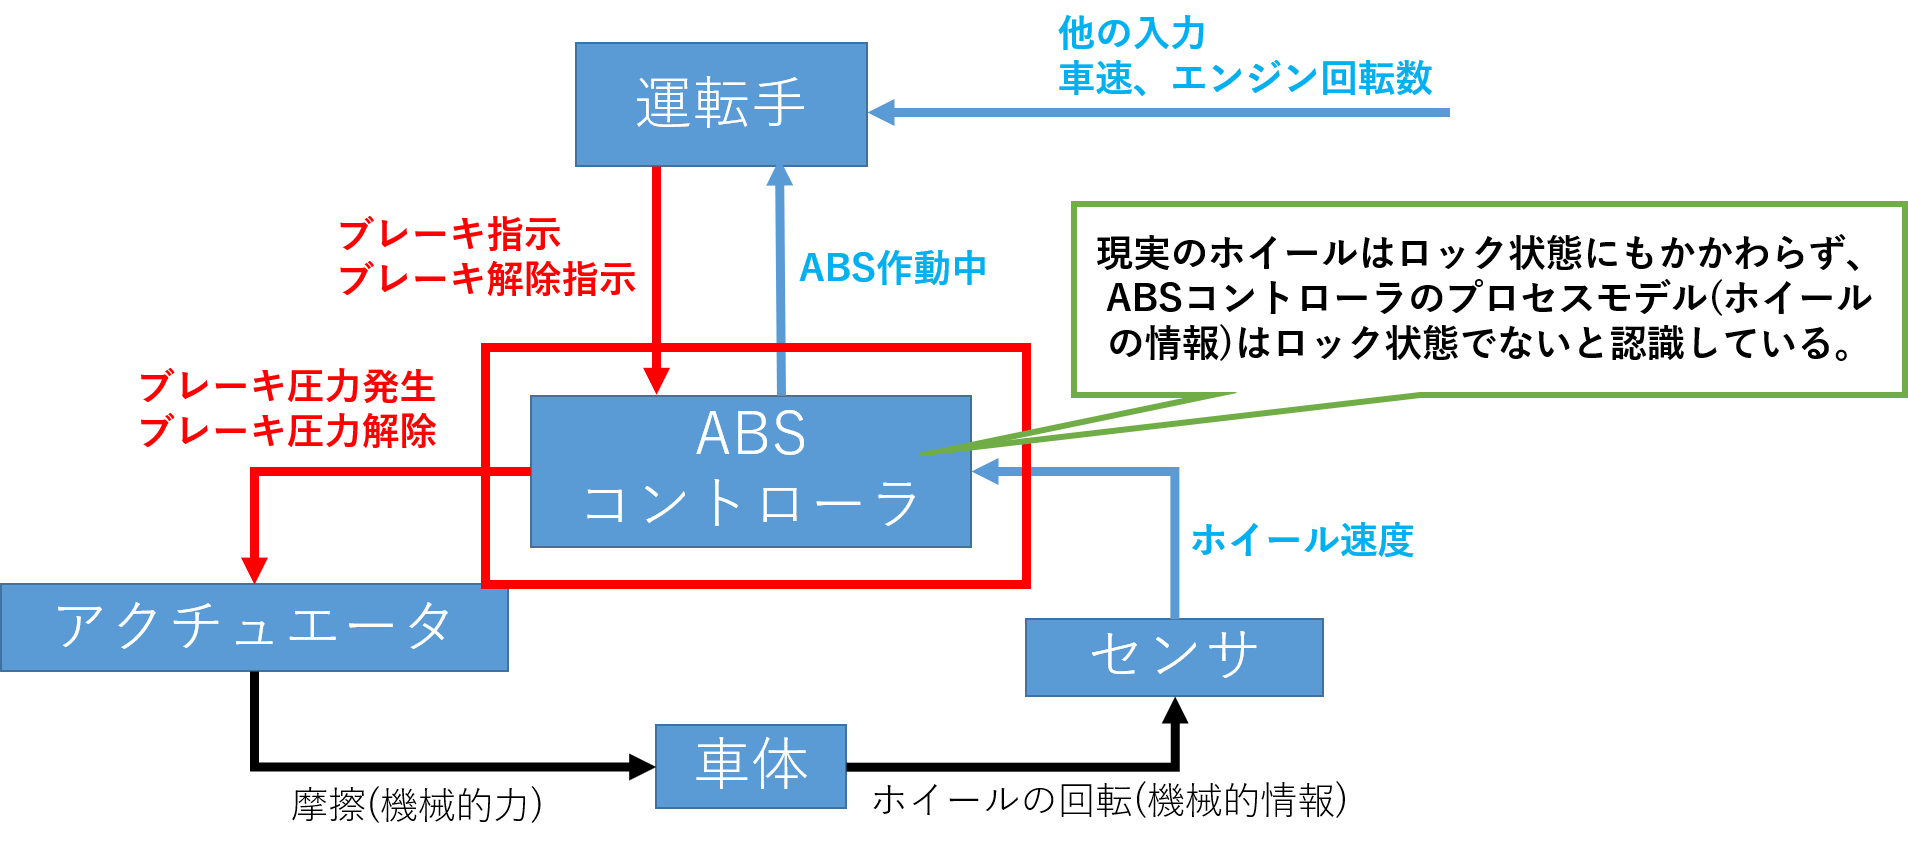 他の入力
車速、エンジン回転数
運転手
ブレーキ指示
ブレーキ解除指示
ABS作動中
現実のホイールはロック状態にもかかわらず、
ABSコントローラのプロセスモデル(ホイール
の情報)はロック状態でないと認識している。
ブレーキ圧力発生
ブレーキ圧力解除
ABS
コントローラ
ホイール速度
アクチュエータ
センサ
車体
摩擦(機械的力)
ホイールの回転(機械的情報)